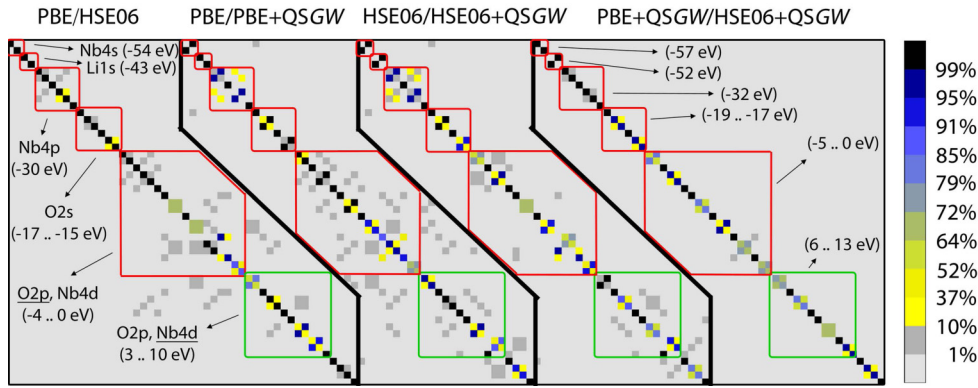 PBE/HSE06
PBE/PBE+QSGW
HSE06/HSE06+QSGW
PBE+QSGW/HSE06+QSGW
Nb4s (-54 eV)
Li1s (-43 eV)
Nb4p
(-30 eV)
O2s
(-17 .. -15 eV)
O2p, Nb4d
(-4 .. 0 eV)
O2p, Nb4d
(3 .. 10 eV)
(-57 eV)
(-52 eV)
(-32 eV)
(-19 .. -17 eV)
(-5 .. 0 eV)
(6 .. 13 eV)
99%
95%
91%
85%
79%
72%
64%
52%
37%
10%
1%